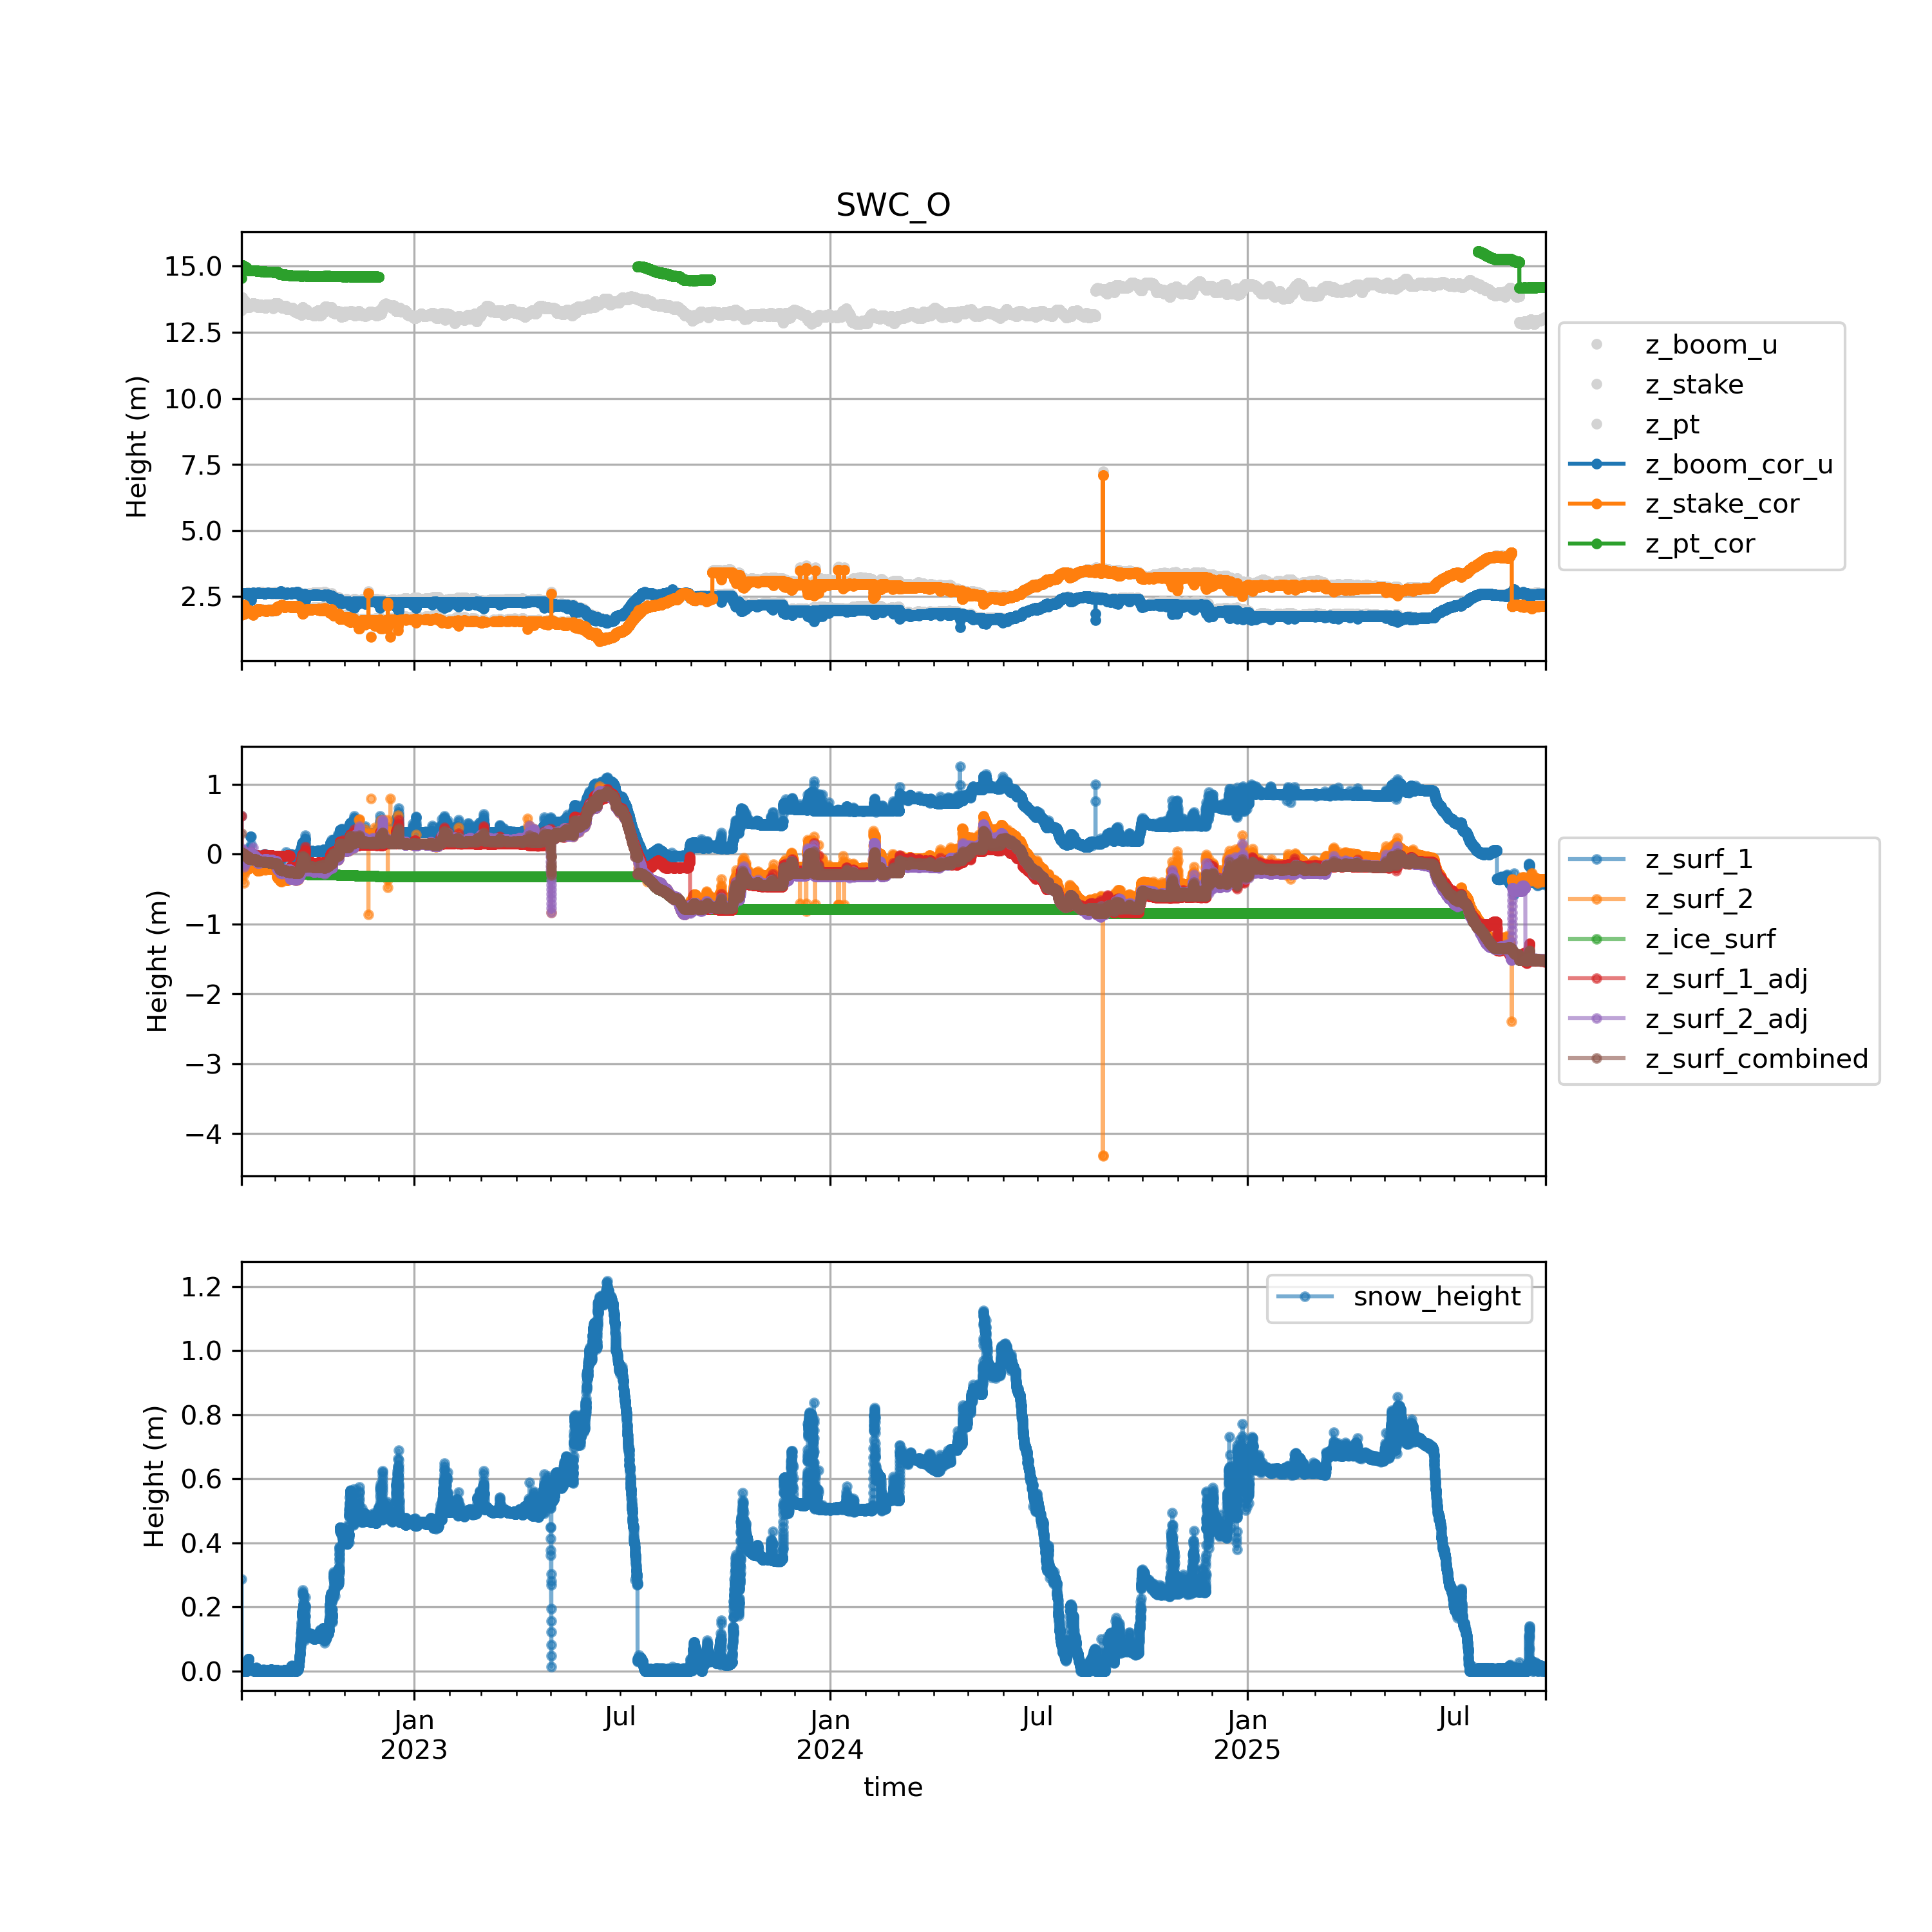 SWC_O
Height (m)
15.0
12.5
10.0
7.5
5.0
2.5
z_boom_u
z_stake
z_pt
z_boom_cor_u
z_stake_cor
z_pt_cor
Height (m)
1
0
−1
−2
−3
−4
z_surf_1
z_surf_2
z_ice_surf
z_surf_1_adj
z_surf_2_adj
z_surf_combined
Height (m)
1.2
1.0
0.8
0.6
0.4
0.2
0.0
snow_height
Jan Jul Jan Jul Jan Jul
2023 2024 2025
time